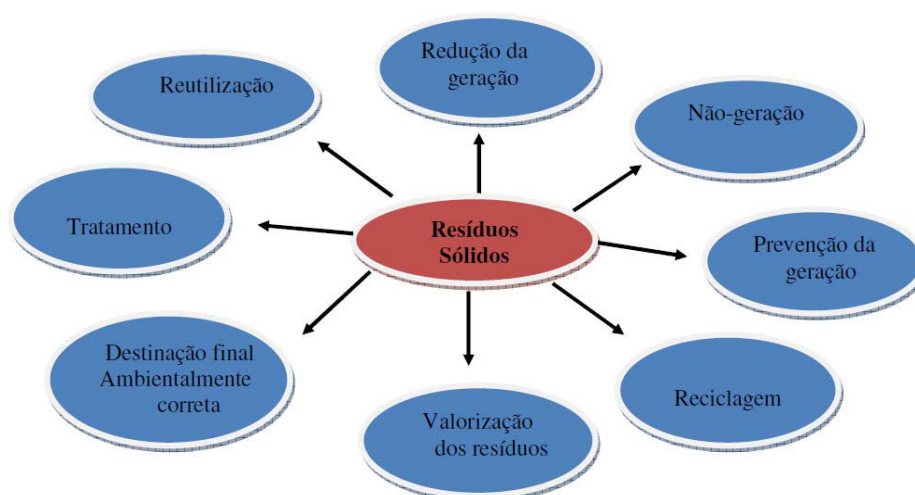 Redução da
geração
Reutilização
Não-geração
Tratamento
Resíduos
Sólidos
Prevenção da
geração
Destinação final
Ambientalmente
correta
Valorização
dos resíduos
Reciclagem